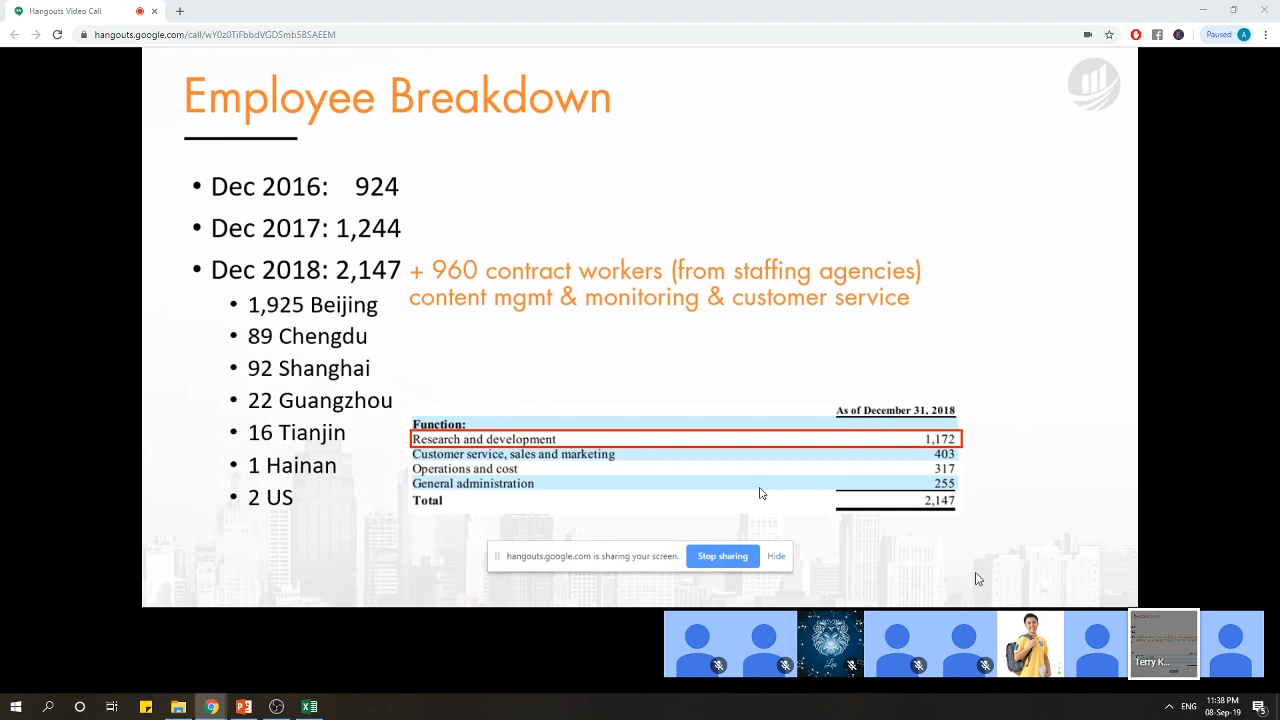 Hangouts Video Call
hangouts.google.com/call/wY0z0TiFbbdVGDSmb5BSAEEM
Paused
A
Employee Breakdown
• Dec 2016: 924
• Dec 2017: 1,244
• Dec 2018: 2,147 + 960 contract workers (from staffing agencies)
content mgmt & monitoring & customer service
• 1,925 Beijing
• 89 Chengdu
• 92 Shanghai
• 22 Guangzhou
• 16 Tianjin
• 1 Hainan
• 2 US
As of December 31, 2018
Function:
Research and development 1,172
Customer service, sales and marketing 403
Operations and cost 317
General administration 255
Total 2,147
hangouts.google.com is sharing your screen. Stop sharing Hide
Terry K...
ENG
11:38 PM
08-Sep-19